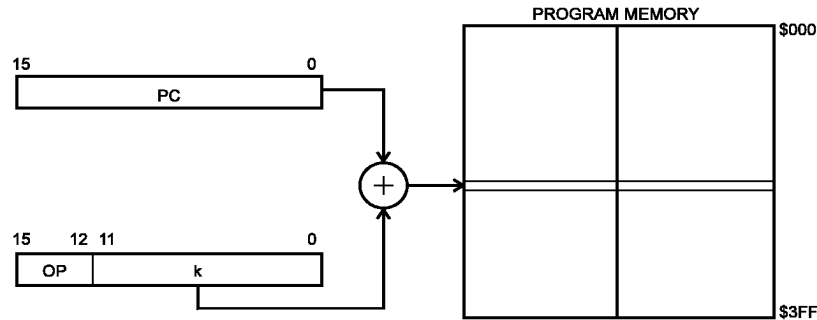 PROGRAM MEMORY
$000
15 0
PC
+
15 12 11 0
OP k
$3FF